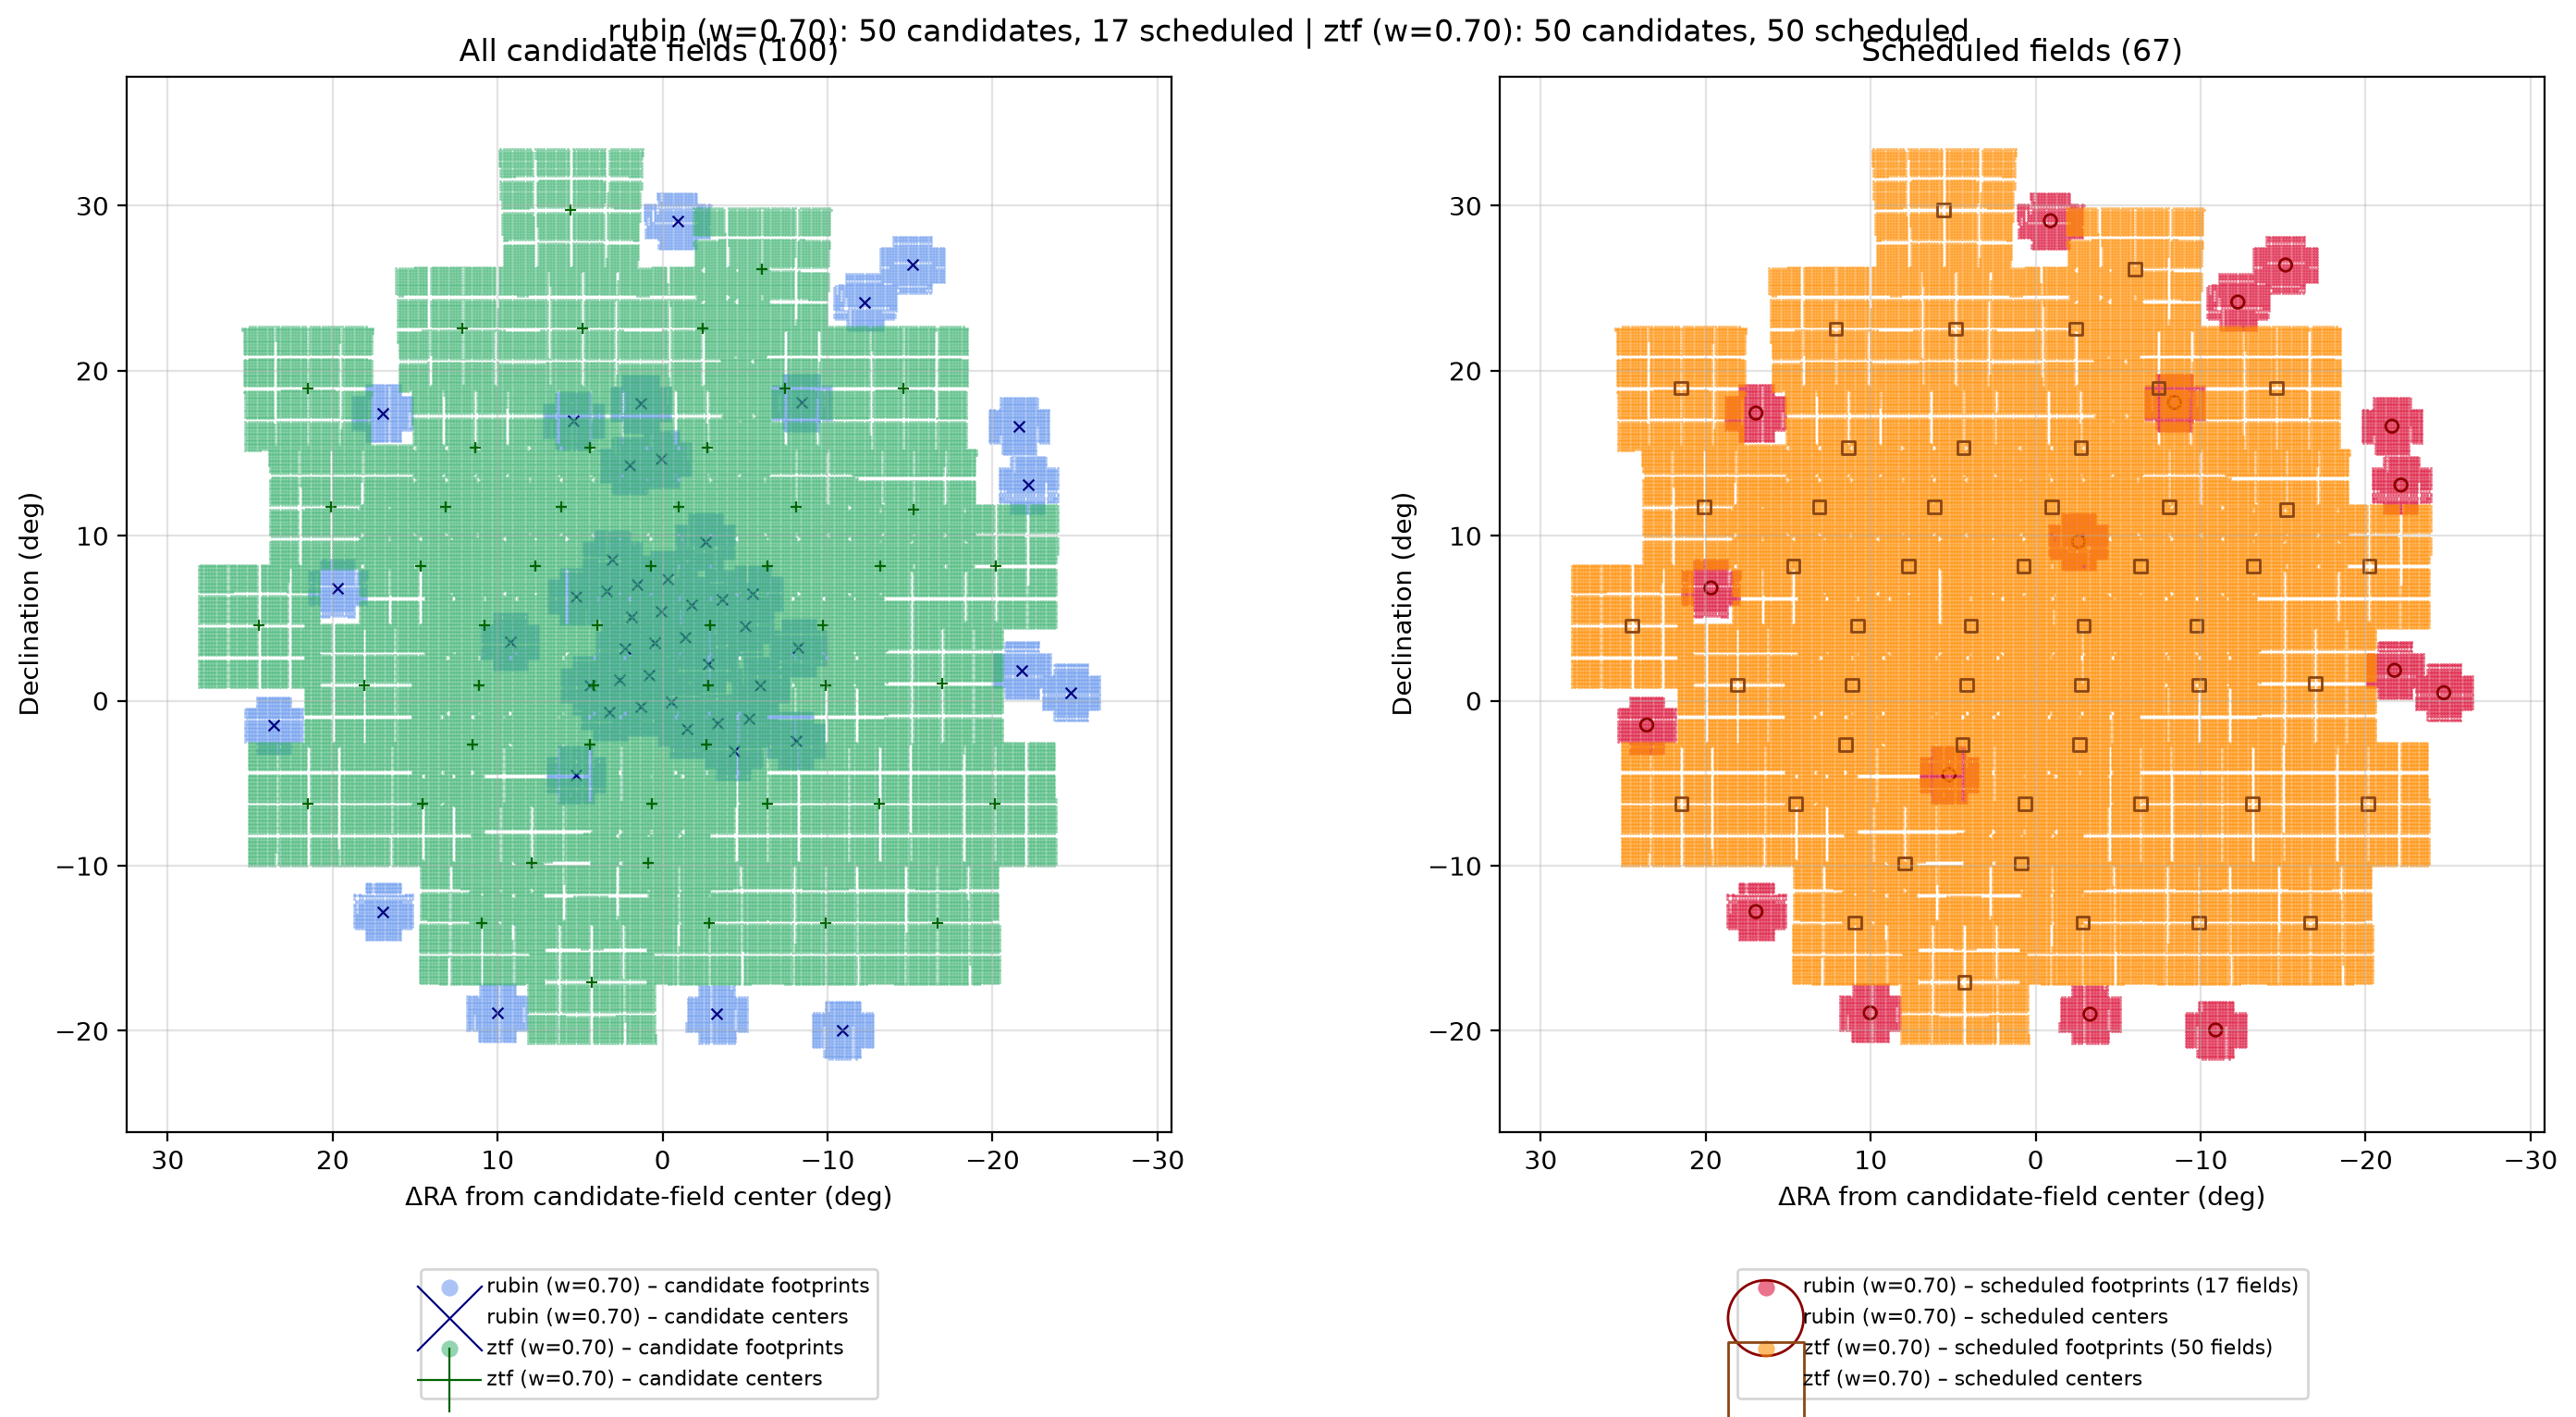 rubin (w=0.70): 50 candidates, 17 scheduled | ztf (w=0.70): 50 candidates, 50 scheduled
All candidate fields (100)
Declination (deg)
30
20
10
0
−10
−20
30
20
10
0
−10
−20
−30
ΔRA from candidate-field center (deg)
rubin (w=0.70) – candidate footprints
rubin (w=0.70) – candidate centers
ztf (w=0.70) – candidate footprints
ztf (w=0.70) – candidate centers
Scheduled fields (67)
Declination (deg)
30
20
10
0
−10
−20
30
20
10
0
−10
−20
−30
ΔRA from candidate-field center (deg)
rubin (w=0.70) – scheduled footprints (17 fields)
rubin (w=0.70) – scheduled centers
ztf (w=0.70) – scheduled footprints (50 fields)
ztf (w=0.70) – scheduled centers